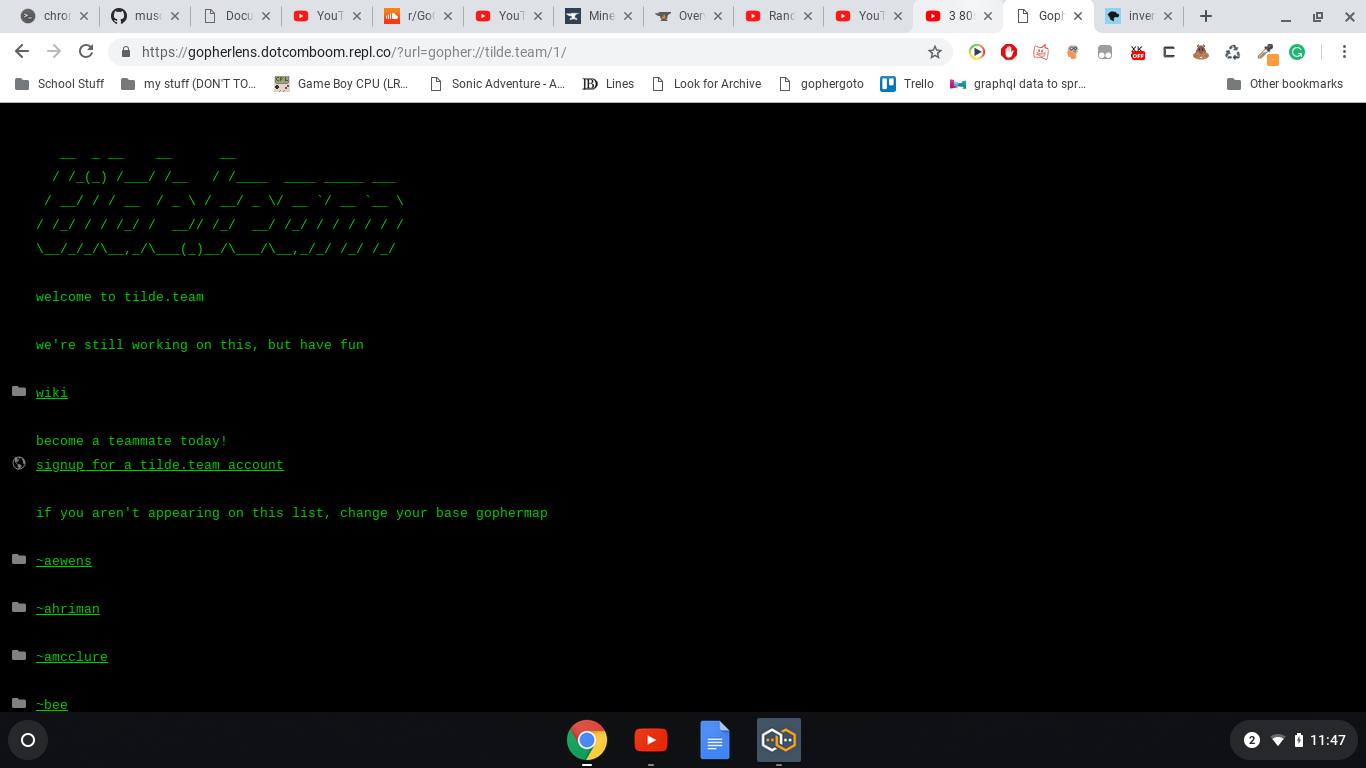 chro
musc
Docu
YouT
r/Go
YouT
Mine
Over
Ranc
YouT
3 80
Goph
inver
https://gopherlens.dotcomboom.repl.co/?url=gopher://tilde.team/1/
XK
OFF
School Stuff
my stuff (DON'T TO...
Game Boy CPU (LR...
Sonic Adventure - A...
Lines
Look for Archive
gophergoto
Trello
graphql data to spr...
Other bookmarks
   __  _ __    __      __
  / /_(_) /___/ /__   / /____  ____ _____ ___
 / __/ / / __  / _ \ / __/ _ \/ __ `/ __ `__ \
/ /_/ / / /_/ /  __// /_/  __/ /_/ / / / / / /
\__/_/_/\__,_/\___(_)__/\___/\__,_/_/ /_/ /_/
welcome to tilde.team
we're still working on this, but have fun
wiki
become a teammate today!
signup for a tilde.team account
if you aren't appearing on this list, change your base gophermap
~aewens
~ahriman
~amcclure
~bee
2
11:47